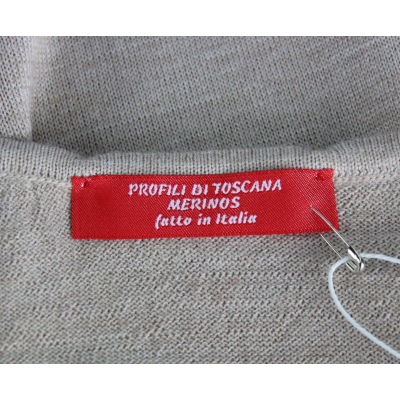 PROFILI DI TOSCANA
MERINOS
fatto in Italia